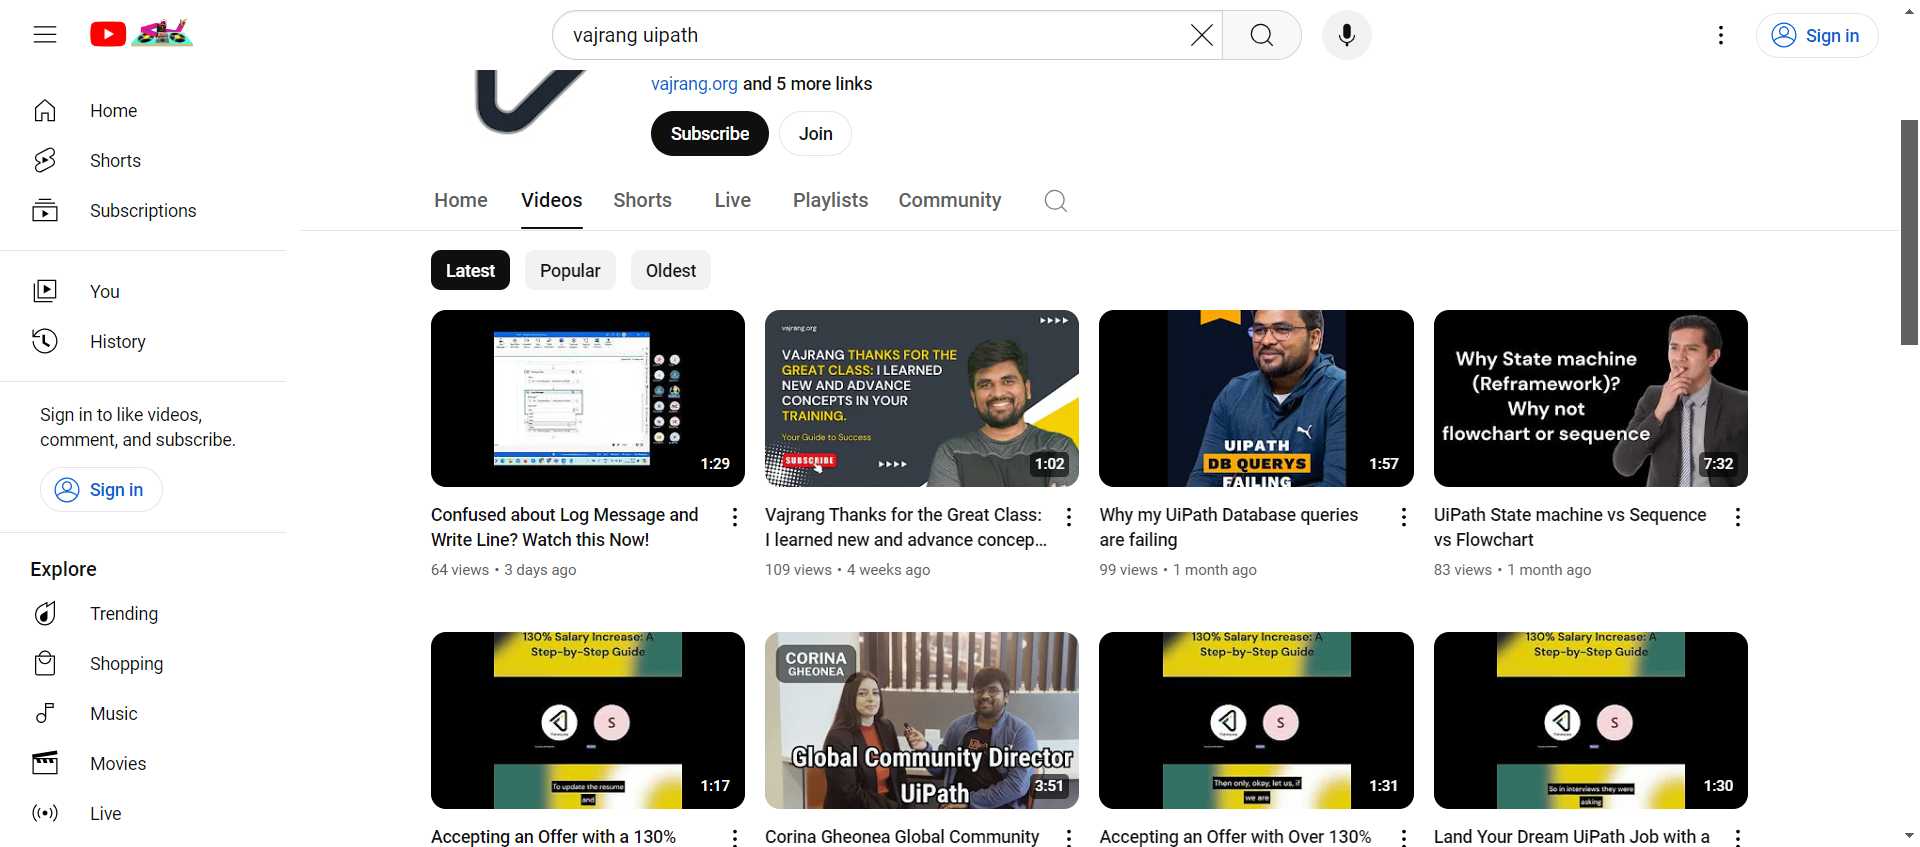 vajrang uipath
Sign in
Home
Shorts
Subscriptions
You
History
Sign in to like videos,
comment, and subscribe.
Sign in
Explore
Trending
Shopping
Music
Movies
Live
vajrang.org and 5 more links
Subscribe
Join
Home
Videos
Shorts
Live
Playlists
Community
Latest
Popular
Oldest
1:29
Confused about Log Message and
Write Line? Watch this Now!
64 views • 3 days ago
vajrang.org
VAJRANG THANKS FOR THE
GREAT CLASS: I LEARNED
NEW AND ADVANCE
CONCEPTS IN YOUR
TRAINING.
Your Guide to Success
SUBSCRIBE
1:02
Vajrang Thanks for the Great Class:
I learned new and advance concep...
109 views • 4 weeks ago
UIPATH
DB QUERYS
FAILING
1:57
Why my UiPath Database queries
are failing
99 views • 1 month ago
Why State machine
(Reframework)?
Why not
flowchart or sequence
7:32
UiPath State machine vs Sequence
vs Flowchart
83 views • 1 month ago
130% Salary Increase: A
Step-by-Step Guide
S
To update the resume
and
1:17
Accepting an Offer with a 130%
CORINA
GHEONEA
Global Community Director
UiPath
3:51
Corina Gheonea Global Community
130% Salary Increase: A
Step-by-Step Guide
S
Then only, okay, let us, if
we are
1:31
Accepting an Offer with Over 130%
130% Salary Increase: A
Step-by-Step Guide
S
So in interviews they were
asking
1:30
Land Your Dream UiPath Job with a